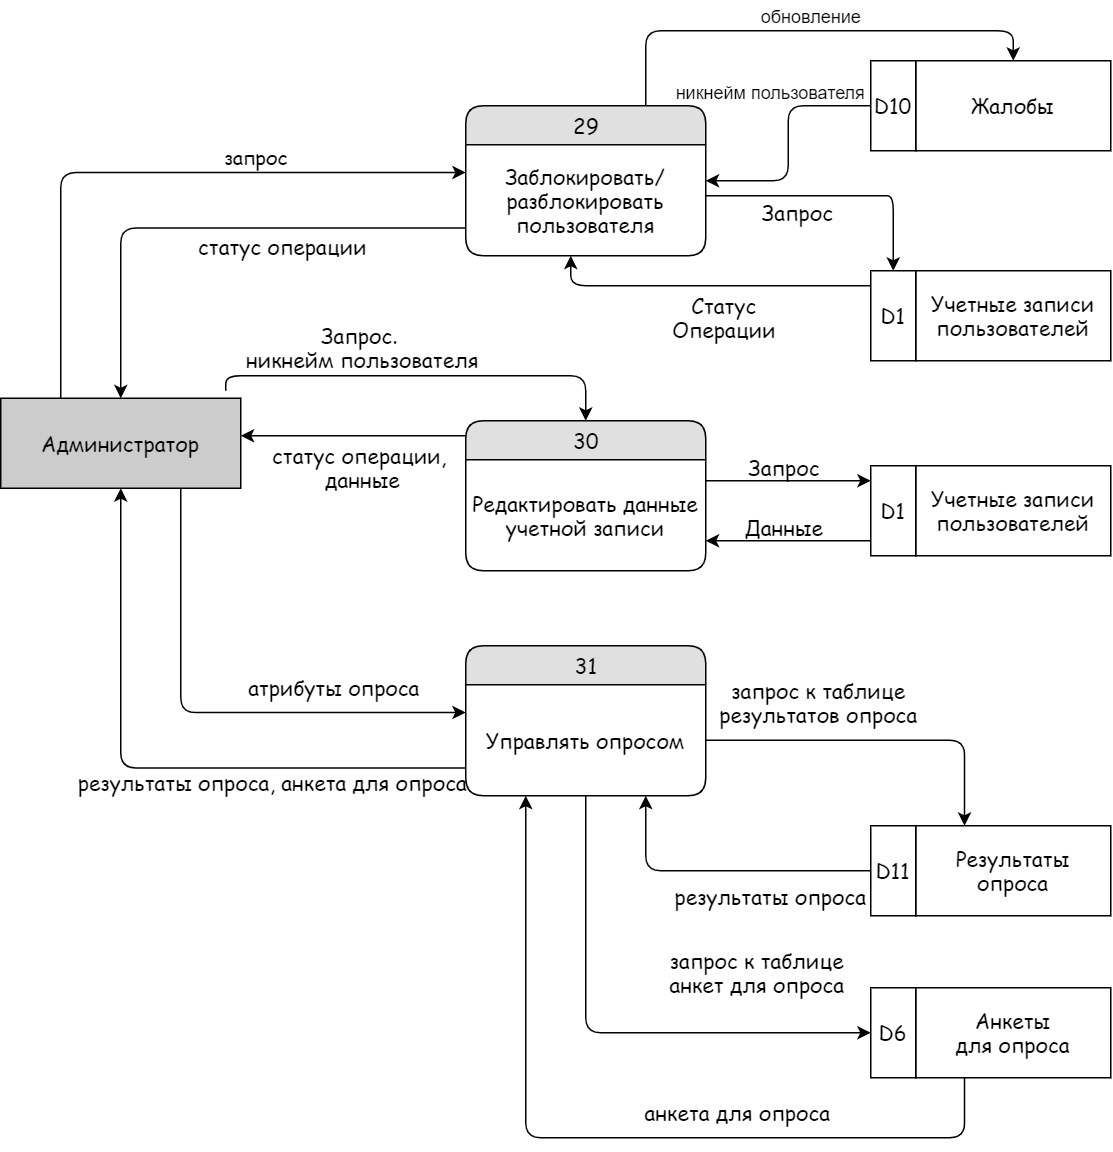 обновление
никнейм пользователя
D10
Жалобы
29
запрос
Заблокировать/
разблокировать
пользователя
Запрос
статус операции
Статус
Операции
D1
Учетные записи
пользователей
Запрос.
никнейм пользователя
Администратор
30
статус операции,
данные
Запрос
Редактировать данные
учетной записи
Данные
D1
Учетные записи
пользователей
31
атрибуты опроса
запрос к таблице
результатов опроса
Управлять опросом
результаты опроса, анкета для опроса
D11
Результаты
опроса
результаты опроса
запрос к таблице
анкет для опроса
D6
Анкеты
для опроса
анкета для опроса